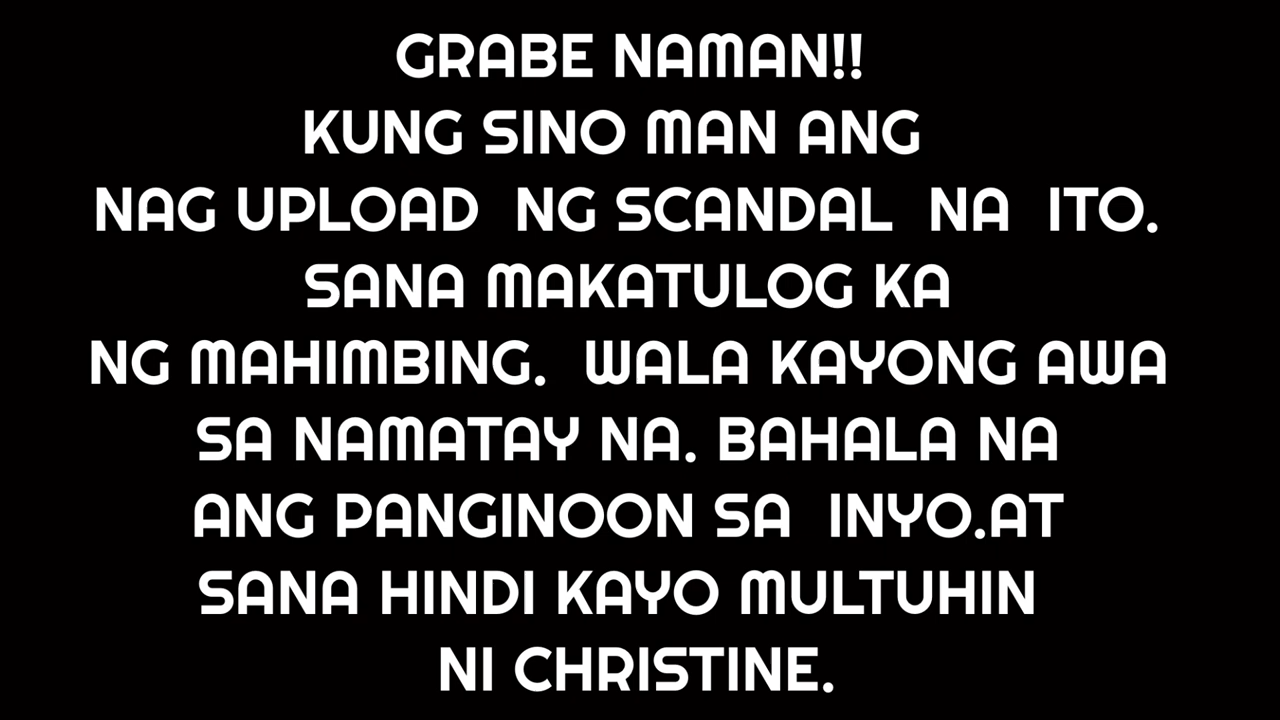 GRABE NAMAN!!
KUNG SINO MAN ANG
NAG UPLOAD NG SCANDAL NA ITO.
SANA MAKATULOG KA
NG MAHIMBING. WALA KAYONG AWA
SA NAMATAY NA. BAHALA NA
ANG PANGINOON SA INYO.AT
SANA HINDI KAYO MULTUHIN
NI CHRISTINE.